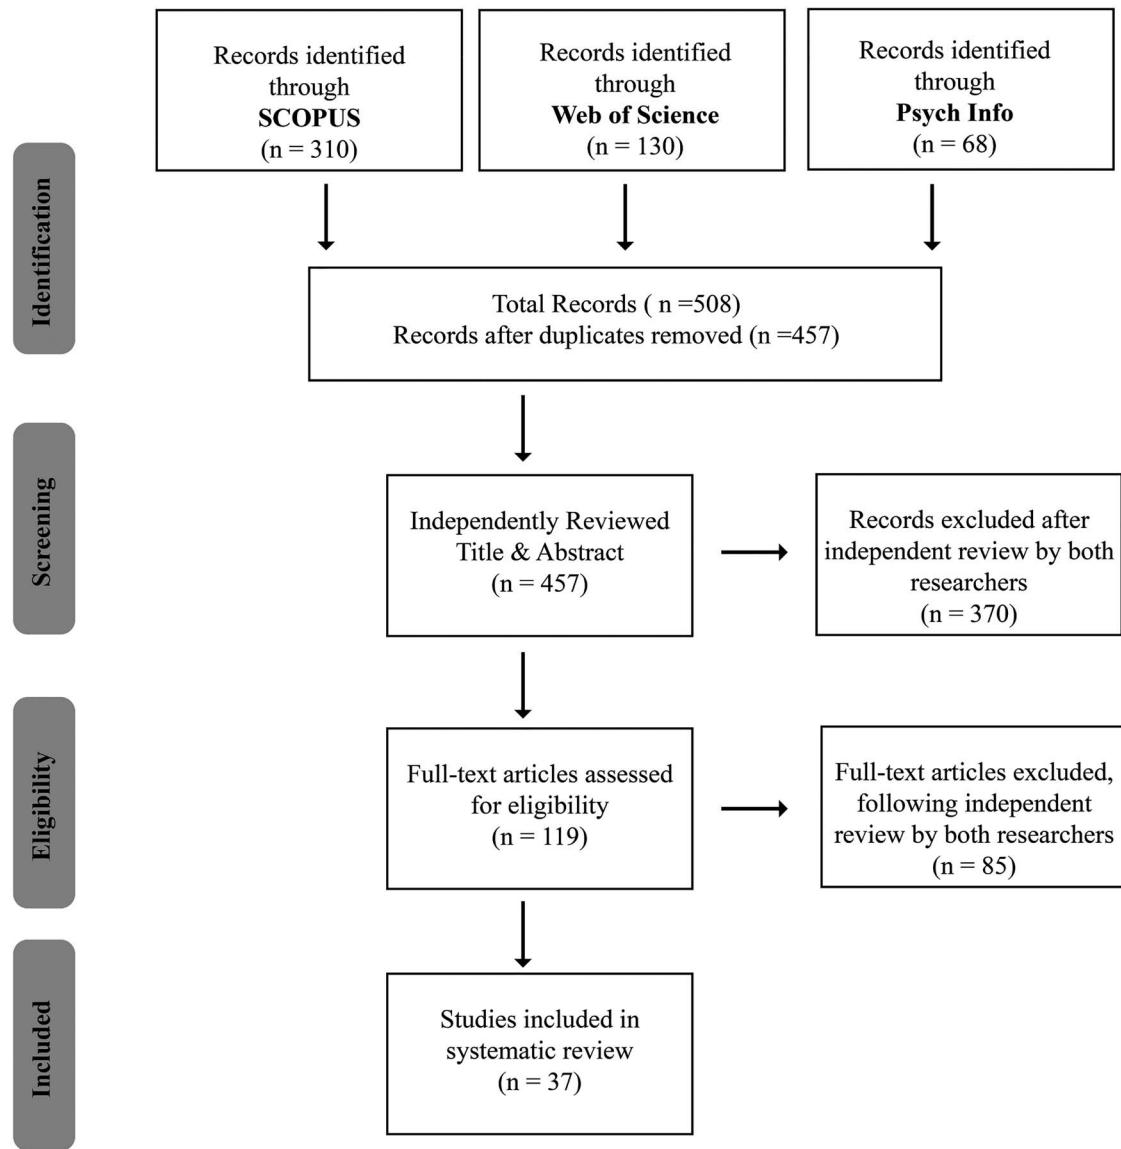 Records identified
through
SCOPUS
(n = 310)
Records identified
through
Web of Science
(n = 130)
Records identified
through
Psych Info
(n = 68)
Identification
Total Records ( n =508)
Records after duplicates removed (n =457)
Screening
Independently Reviewed
Title & Abstract
(n = 457)
Records excluded after
independent review by both
researchers
(n = 370)
Eligibility
Full-text articles assessed
for eligibility
(n = 119)
Full-text articles excluded,
following independent
review by both researchers
(n = 85)
Included
Studies included in
systematic review
(n = 37)